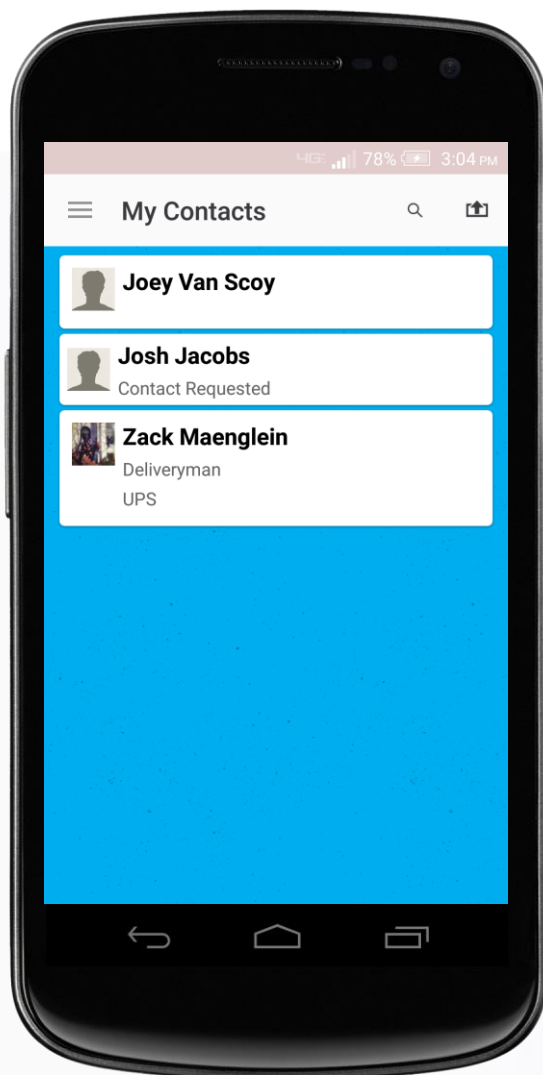 4G 78% 3:04 PM
My Contacts
Joey Van Scoy
Josh Jacobs
Contact Requested
Zack Maenglein
Deliveryman
UPS